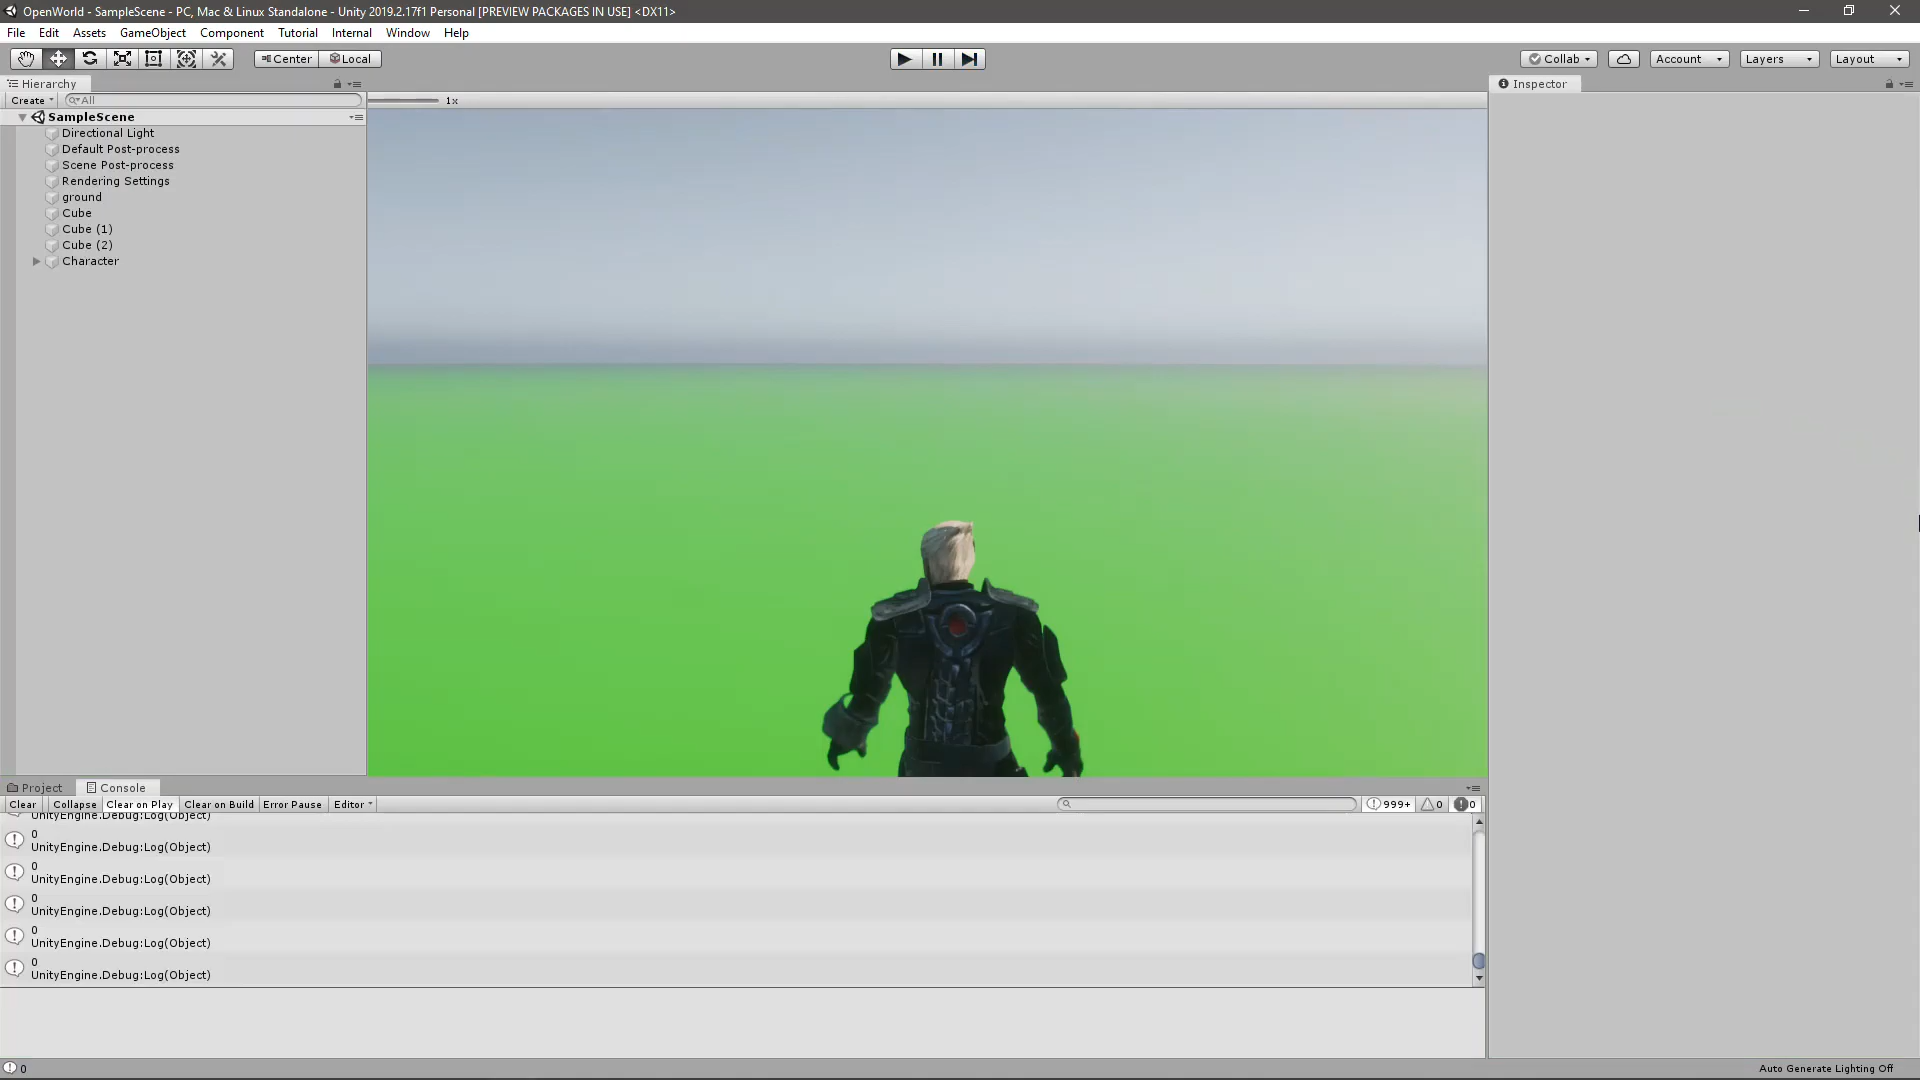 OpenWorld - SampleScene - PC, Mac & Linux Standalone - Unity 2019.2.17f1 Personal [PREVIEW PACKAGES IN USE] <DX11>
File Edit Assets GameObject Component Tutorial Internal Window Help
Center Local Collab Account Layers Layout
Hierarchy Inspector
Create All 1x
SampleScene
Directional Light
Default Post-process
Scene Post-process
Rendering Settings
ground
Cube
Cube (1)
Cube (2)
Character
Project Console
Clear Collapse Clear on Play Clear on Build Error Pause Editor 999+ 0 0
UnityEngine.Debug:Log(Object)
0
UnityEngine.Debug:Log(Object)
0
UnityEngine.Debug:Log(Object)
0
UnityEngine.Debug:Log(Object)
0
UnityEngine.Debug:Log(Object)
0
UnityEngine.Debug:Log(Object)
0 Auto Generate Lighting Off